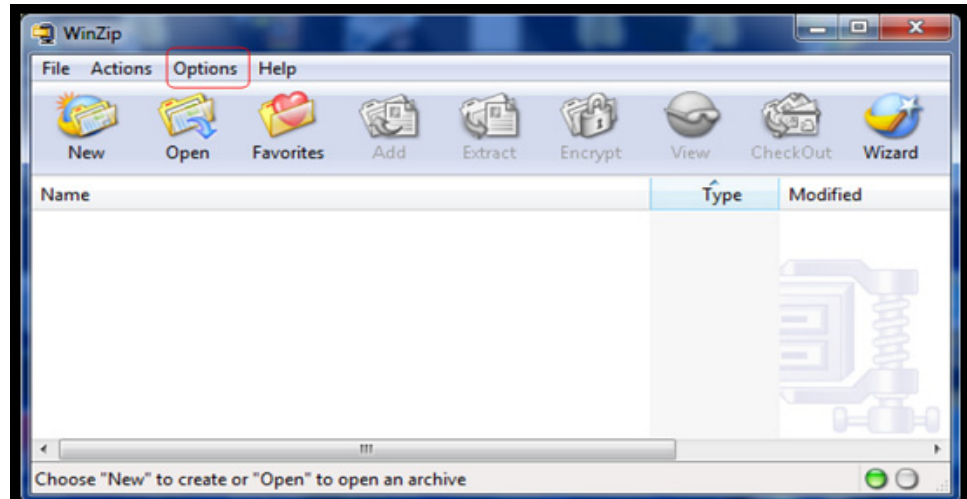 WinZip
File Actions Options Help
New Open Favorites Add Extract Encrypt View CheckOut Wizard
Name Type Modified
Choose "New" to create or "Open" to open an archive